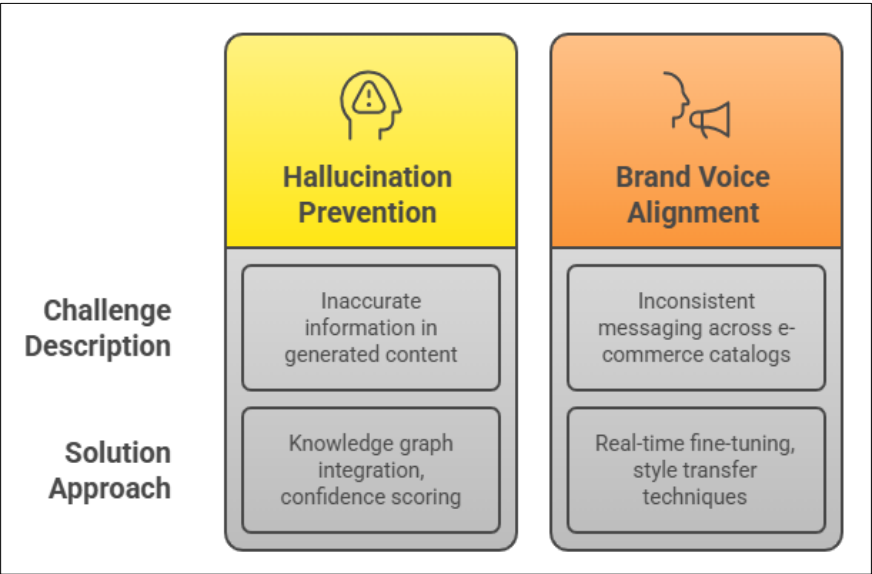 Hallucination
Prevention
Brand Voice
Alignment
Challenge
Description
Inaccurate
information in
generated content
Inconsistent
messaging across e-
commerce catalogs
Solution
Approach
Knowledge graph
integration,
confidence scoring
Real-time fine-tuning,
style transfer
techniques